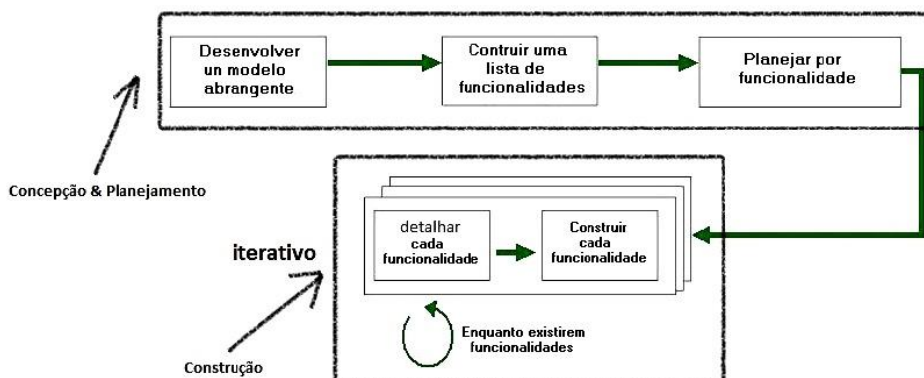 Desenvolver
un modelo
abrangente
Contruir uma
lista de
funcionalidades
Planejar por
funcionalidade
Concepção & Planejamento
iterativo
detalhar
cada
funcionalidade
Construir
cada
funcionalidade
Enquanto existirem
funcionalidades
Construção